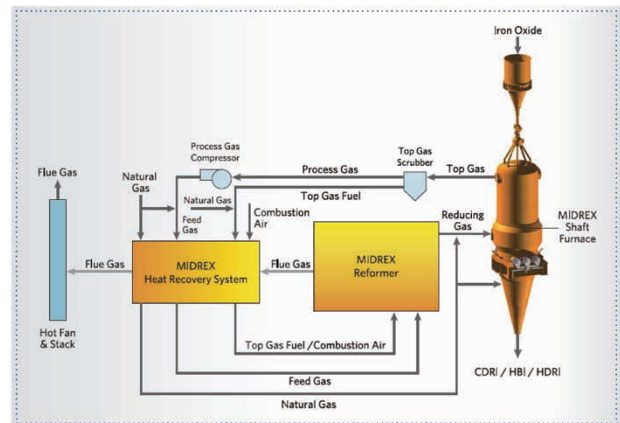 Iron Oxide
Process Gas
Compressor
Top Gas
Scrubber
Process Gas
Top Gas
Flue Gas
Natural
Gas
Natural Gas
Top Gas Fuel
Feed
Gas
Combustion
Air
Reducing
Gas
MIDREX
Shaft
Furnace
Flue Gas
MIDREX
Heat Recovery System
Flue Gas
MIDREX
Reformer
Hot Fan
& Stack
Top Gas Fuel /Combustion Air
Feed Gas
Natural Gas
CDRI / HBI / HDRI